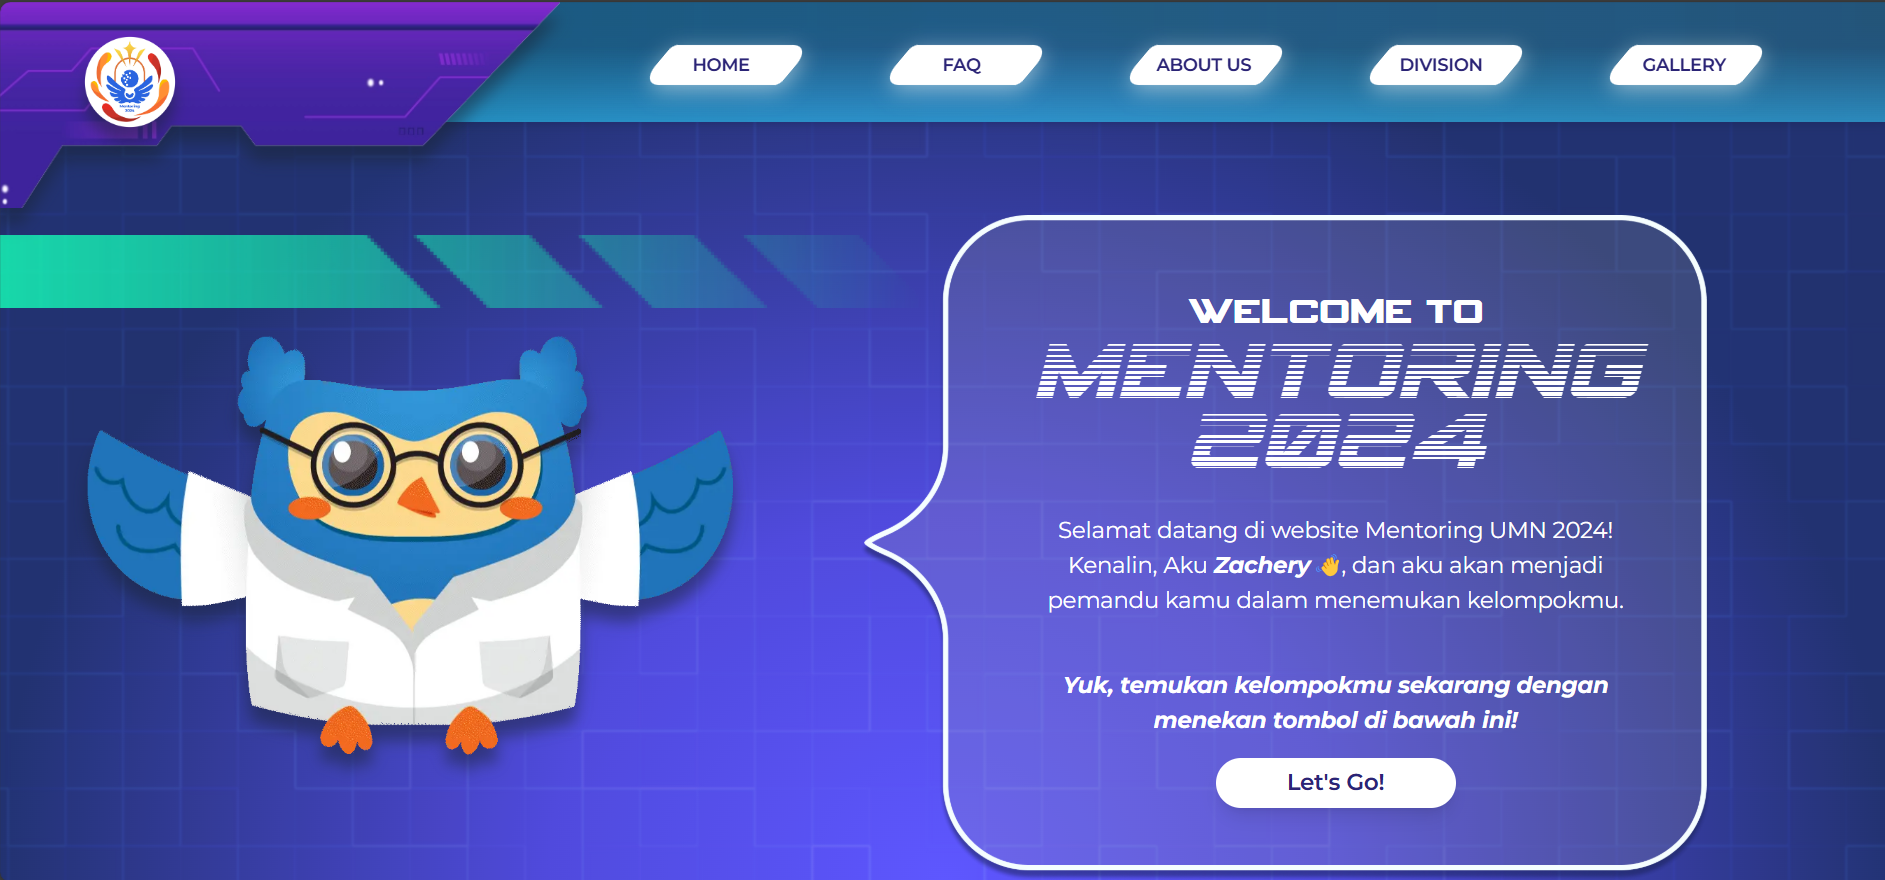 HOME
FAQ
ABOUT US
DIVISION
GALLERY
WELCOME TO
MENTORING
2024
Selamat datang di website Mentoring UMN 2024!
Kenalin, Aku Zachery 👋, dan aku akan menjadi
pemandu kamu dalam menemukan kelompokmu.
Yuk, temukan kelompokmu sekarang dengan
menekan tombol di bawah ini!
Let's Go!